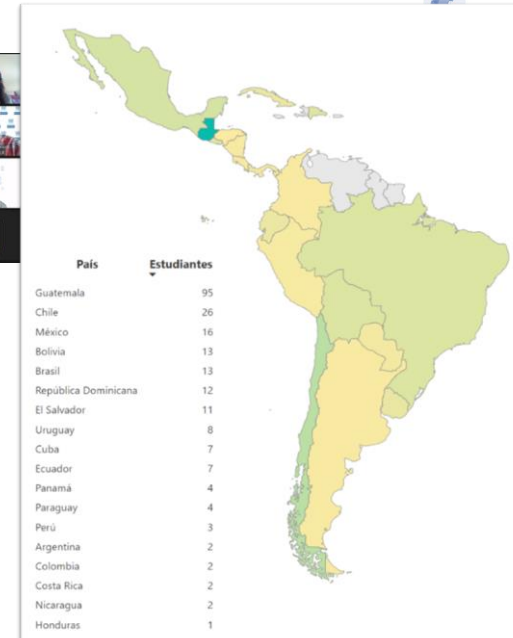 País Estudiantes
Guatemala 95
Chile 26
México 16
Bolivia 13
Brasil 13
República Dominicana 12
El Salvador 11
Uruguay 8
Cuba 7
Ecuador 7
Panamá 4
Paraguay 4
Perú 3
Argentina 2
Colombia 2
Costa Rica 2
Nicaragua 2
Honduras 1